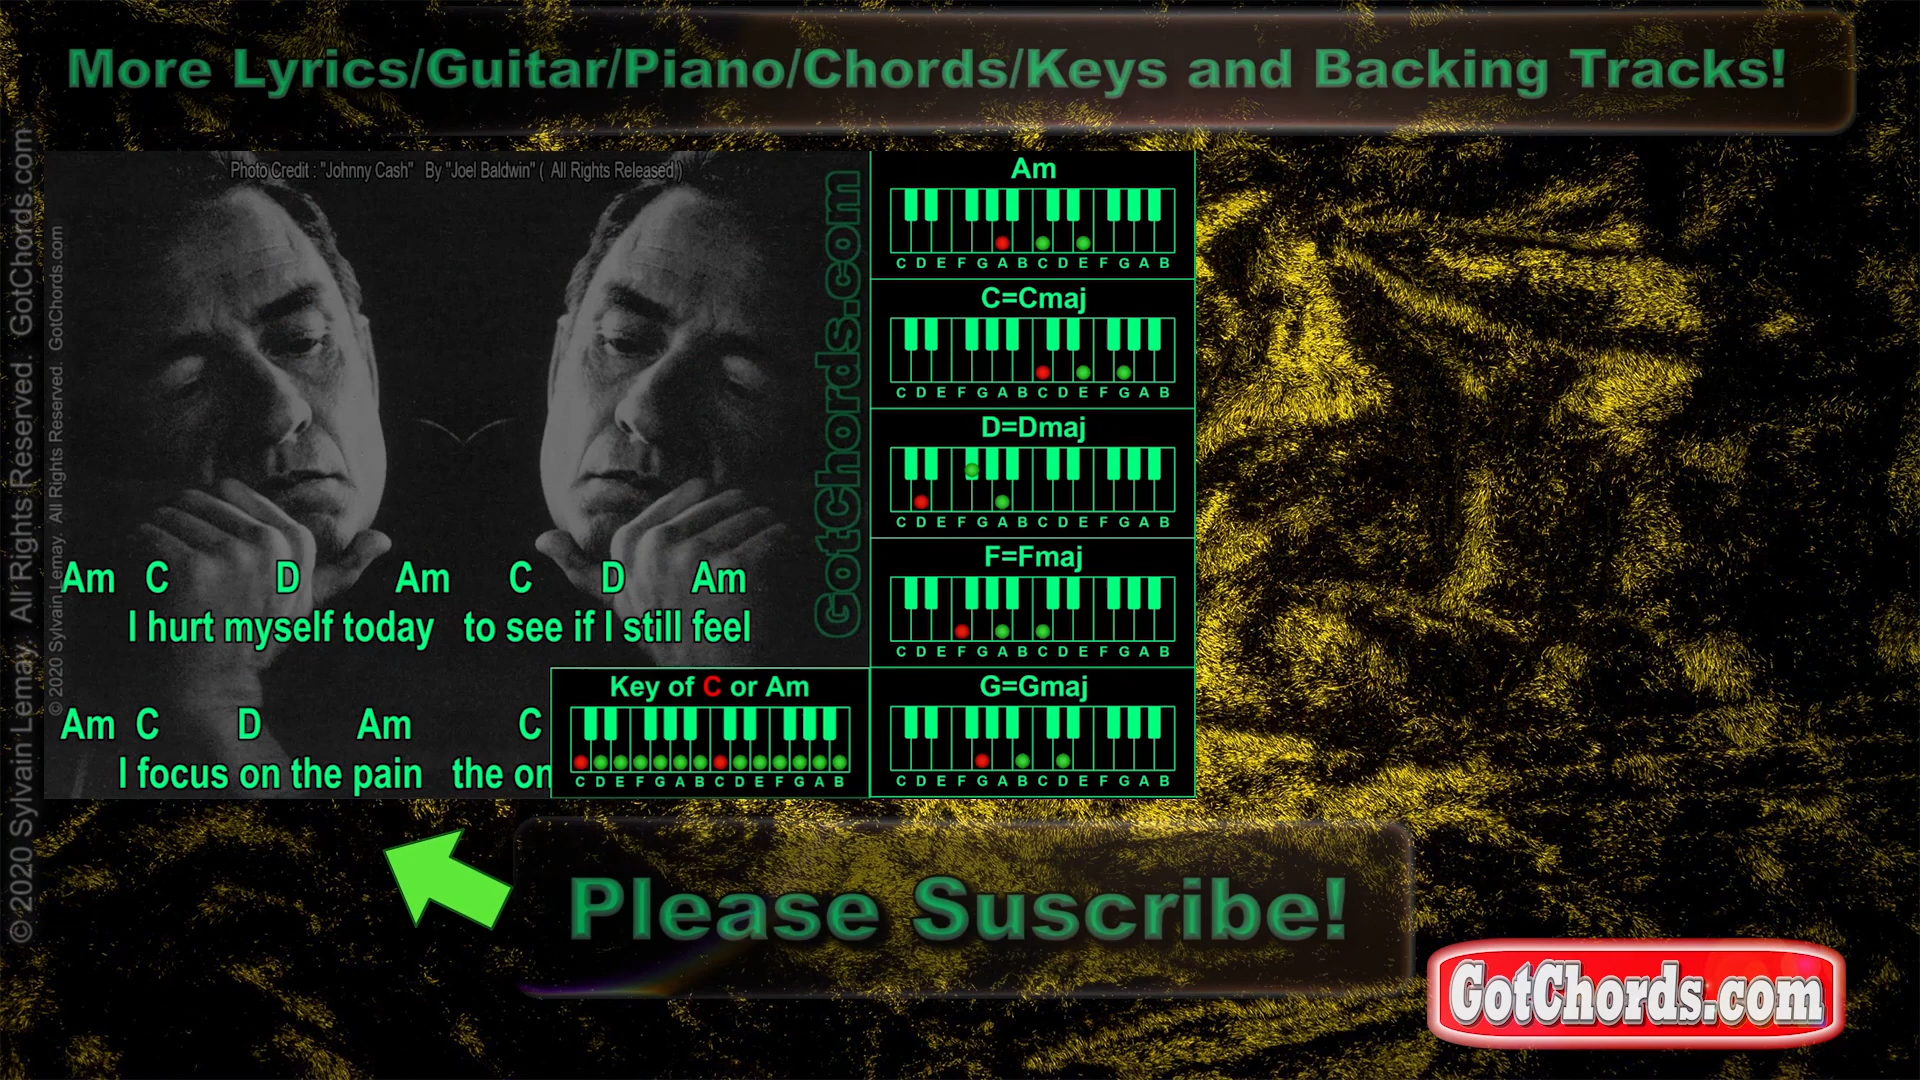 More Lyrics/Guitar/Piano/Chords/Keys and Backing Tracks!
© 2020 Sylvain Lemay. All Rights Reserved. GotChords.com
© 2020 Sylvain Lemay. All Rights Reserved. GotChords.com
Photo Credit : "Johnny Cash" By "Joel Baldwin" ( All Rights Released )
GotChords.com
Am C D Am C D Am
I hurt myself today to see if I still feel
Am C D Am C
I focus on the pain the on
Key of C or Am
C D E F G A B C D E F G A B
Am
C D E F G A B C D E F G A B
C=Cmaj
C D E F G A B C D E F G A B
D=Dmaj
C D E F G A B C D E F G A B
F=Fmaj
C D E F G A B C D E F G A B
G=Gmaj
C D E F G A B C D E F G A B
Please Suscribe!
GotChords.com